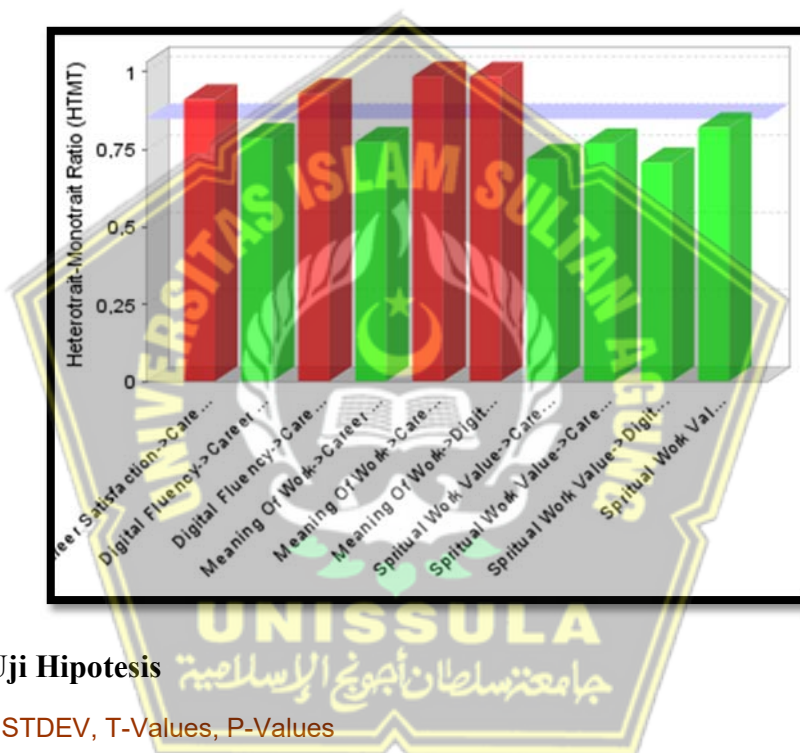 Heterotrait-Monotrait Ratio (HTMT)
1
0,75
0,5
0,25
0
eer Satisfaction->Care...
Digital Fluency->Career ...
Digital Fluency->Care...
Meaning Of Work->Career ...
Meaning Of Work->Care...
Meaning Of Work->Digit...
Spritual Work Value->Care...
Spritual Work Value->Care...
Spritual Work Value->Digit...
Spritual Work Val...
UNIVERSITAS ISLAM SULTAN AGUNG
UNISSULA
جامعة سلطان أجونج الإسلامية
Uji Hipotesis
STDEV, T-Values, P-Values